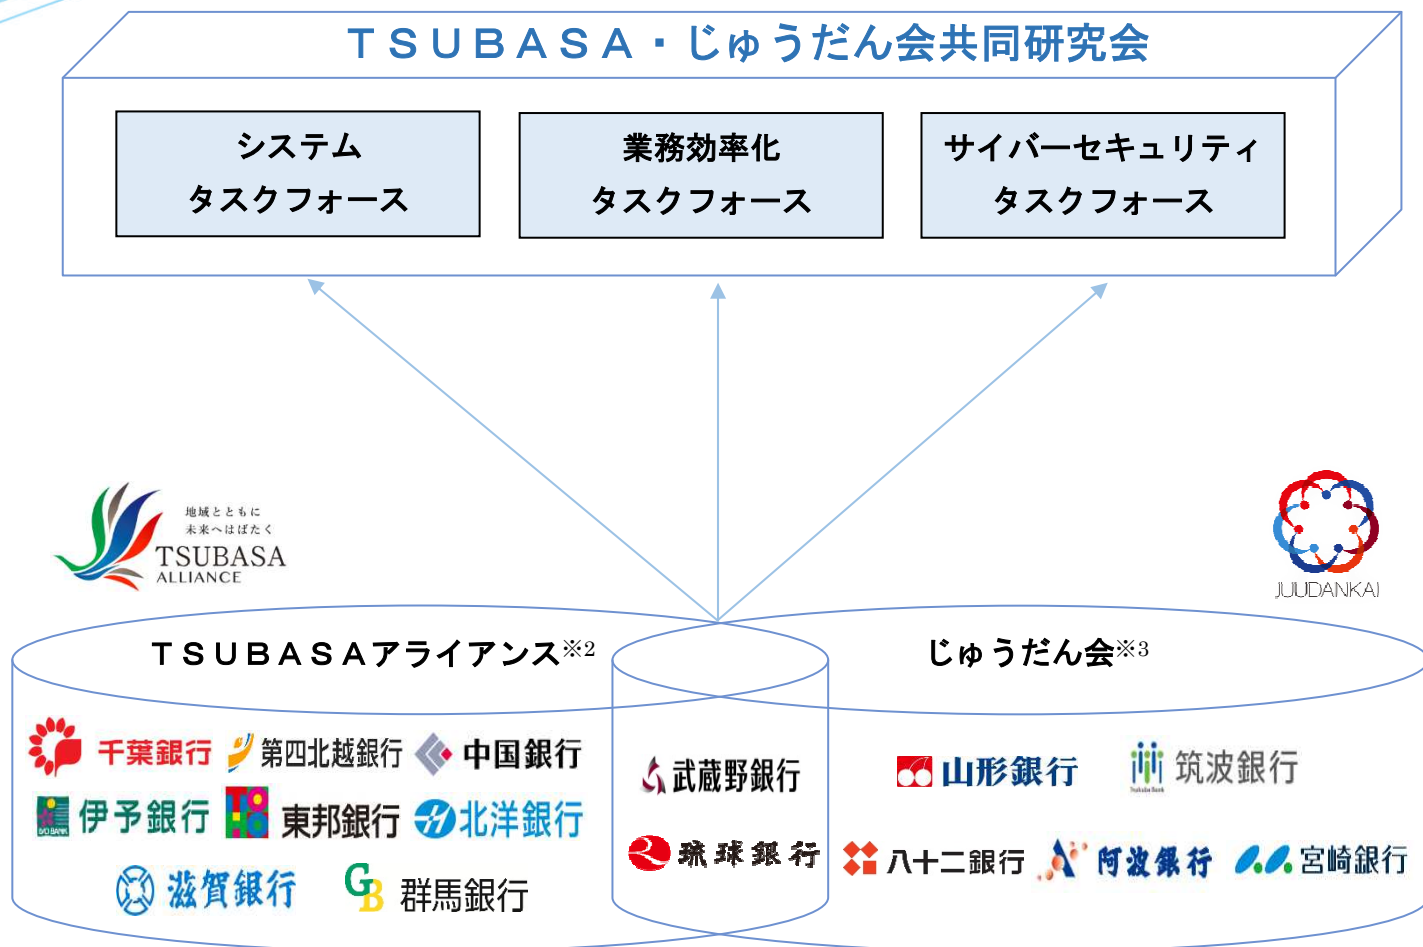 ＴＳＵＢＡＳＡ・じゅうだん会共同研究会
システム
タスクフォース
業務効率化
タスクフォース
サイバーセキュリティ
タスクフォース
地域とともに
未来へはばたく
TSUBASA
ALLIANCE
JUUDANKAI
ＴＳＵＢＡＳＡアライアンス※2
じゅうだん会※3
千葉銀行
第四北越銀行
中国銀行
武蔵野銀行
山形銀行
筑波銀行
Tsukuba Bank
IYO BANK
伊予銀行
TOHO
東邦銀行
北洋銀行
琉球銀行
八十二銀行
阿波銀行
宮崎銀行
滋賀銀行
GB
群馬銀行